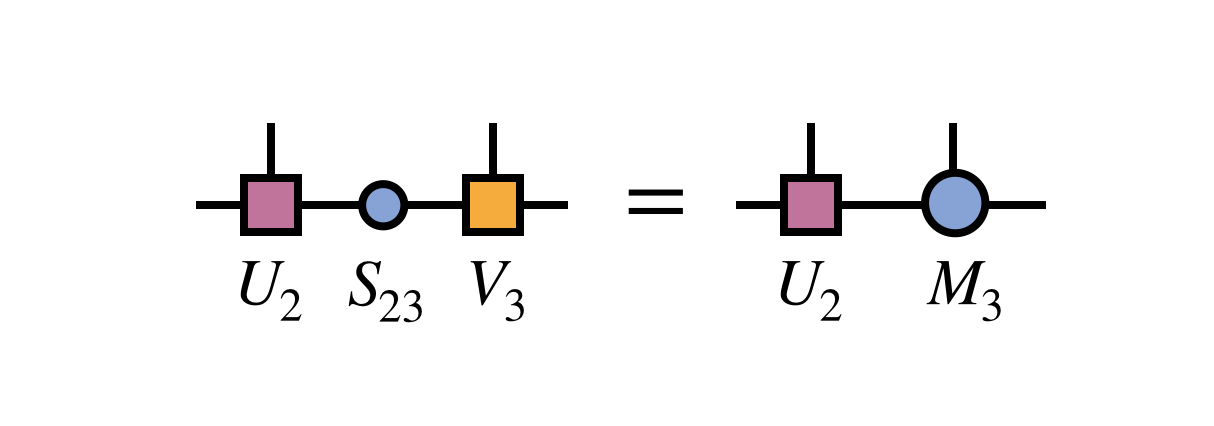 =
U₂ S₂₃ V₃ U₂ M₃